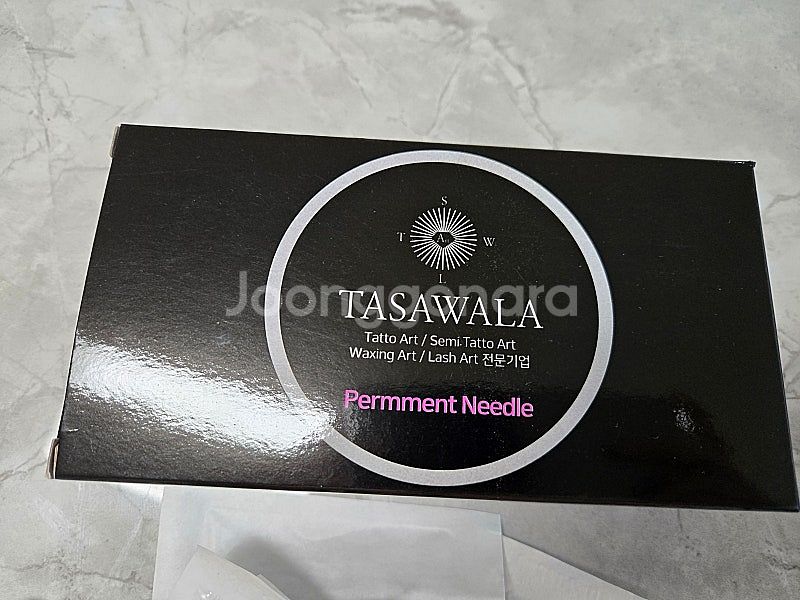 S
T A W
L
TASAWALA
Joonggonara
Tatto Art / Semi.Tatto Art
Waxing Art / Lash Art 전문기업
Permment Needle